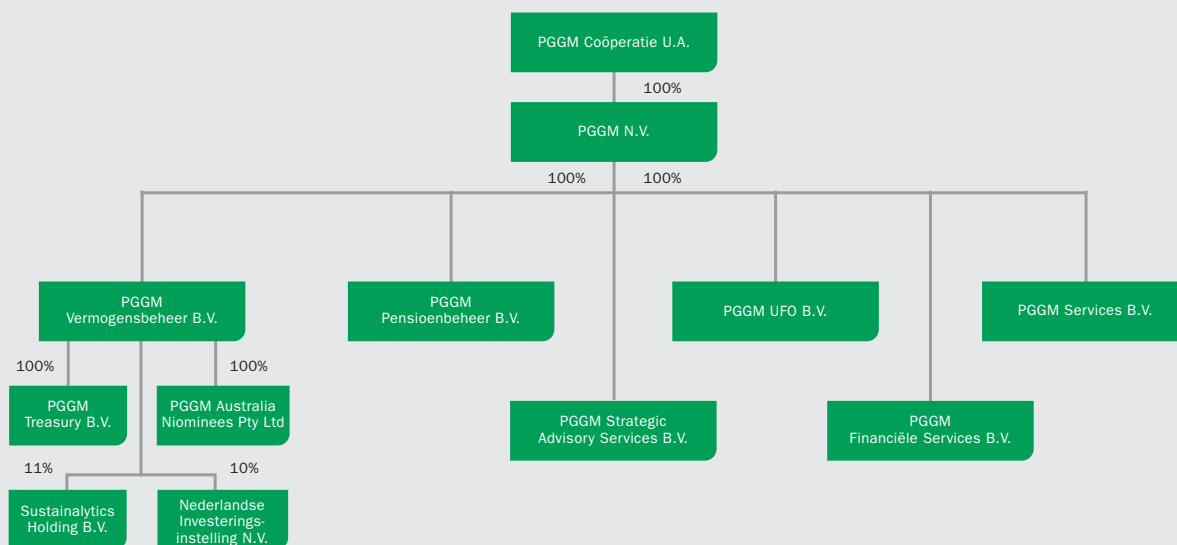 PGGM Coöperatie U.A.
100%
PGGM N.V.
100%
100%
PGGM
Vermogensbeheer B.V.
PGGM
Pensioenbeheer B.V.
PGGM UFO B.V.
PGGM Services B.V.
100%
100%
PGGM
Treasury B.V.
PGGM Australia
Niominees Pty Ltd
PGGM Strategic
Advisory Services B.V.
PGGM
Financiële Services B.V.
11%
10%
Sustainalytics
Holding B.V.
Nederlandse
Investerings-
instelling N.V.